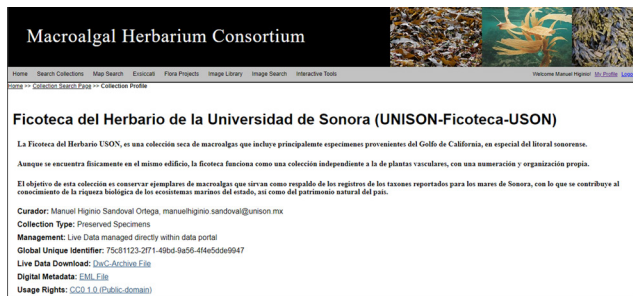 Macroalgal Herbarium Consortium
Home Search Collections Map Search Exsiccati Flora Projects Image Library Image Search Interactive Tools Welcome Manuel Higinio! My Profile Logo
Home >> Collection Search Page >> Collection Profile
Ficoteca del Herbario de la Universidad de Sonora (UNISON-Ficoteca-USON)
La Ficoteca del Herbario USON, es una colección seca de macroalgas que incluye principalemte especimenes provenientes del Golfo de California, en especial del litoral sonorense.
Aunque se encuentra físicamente en el mismo edificio, la ficoteca funciona como una colección independiente a la de plantas vasculares, con una numeración y organización propia.
El objetivo de esta colección es conservar ejemplares de macroalgas que sirvan como respaldo de los registros de los taxones reportados para los mares de Sonora, con lo que se contribuye al
conocimiento de la riqueza biológica de los ecosistemas marinos del estado, así como del patrimonio natural del país.
Curador: Manuel Higinio Sandoval Ortega, manuelhiginio.sandoval@unison.mx
Collection Type: Preserved Specimens
Management: Live Data managed directly within data portal
Global Unique Identifier: 75c81123-2f71-49bd-9a56-4f4e5dde9947
Live Data Download: DwC-Archive File
Digital Metadata: EML File
Usage Rights: CC0 1.0 (Public-domain)